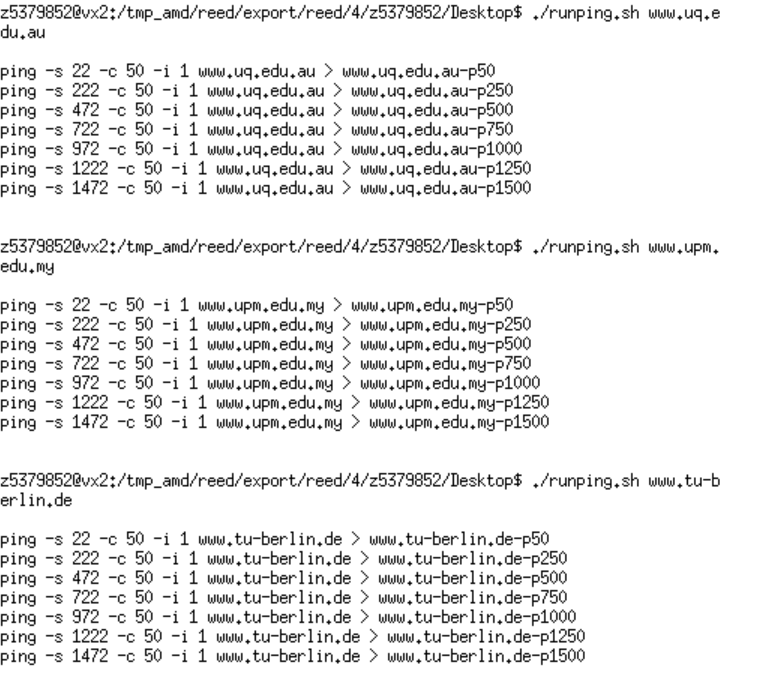 z5379852@vx2:/tmp_amd/reed/export/reed/4/z5379852/Desktop$ ./runping.sh www.uq.e
du.au
ping -s 22 -c 50 -i 1 www.uq.edu.au > www.uq.edu.au-p50
ping -s 222 -c 50 -i 1 www.uq.edu.au > www.uq.edu.au-p250
ping -s 472 -c 50 -i 1 www.uq.edu.au > www.uq.edu.au-p500
ping -s 722 -c 50 -i 1 www.uq.edu.au > www.uq.edu.au-p750
ping -s 972 -c 50 -i 1 www.uq.edu.au > www.uq.edu.au-p1000
ping -s 1222 -c 50 -i 1 www.uq.edu.au > www.uq.edu.au-p1250
ping -s 1472 -c 50 -i 1 www.uq.edu.au > www.uq.edu.au-p1500
z5379852@vx2:/tmp_amd/reed/export/reed/4/z5379852/Desktop$ ./runping.sh www.upm.
edu.my
ping -s 22 -c 50 -i 1 www.upm.edu.my > www.upm.edu.my-p50
ping -s 222 -c 50 -i 1 www.upm.edu.my > www.upm.edu.my-p250
ping -s 472 -c 50 -i 1 www.upm.edu.my > www.upm.edu.my-p500
ping -s 722 -c 50 -i 1 www.upm.edu.my > www.upm.edu.my-p750
ping -s 972 -c 50 -i 1 www.upm.edu.my > www.upm.edu.my-p1000
ping -s 1222 -c 50 -i 1 www.upm.edu.my > www.upm.edu.my-p1250
ping -s 1472 -c 50 -i 1 www.upm.edu.my > www.upm.edu.my-p1500
z5379852@vx2:/tmp_amd/reed/export/reed/4/z5379852/Desktop$ ./runping.sh www.tu-b
erlin.de
ping -s 22 -c 50 -i 1 www.tu-berlin.de > www.tu-berlin.de-p50
ping -s 222 -c 50 -i 1 www.tu-berlin.de > www.tu-berlin.de-p250
ping -s 472 -c 50 -i 1 www.tu-berlin.de > www.tu-berlin.de-p500
ping -s 722 -c 50 -i 1 www.tu-berlin.de > www.tu-berlin.de-p750
ping -s 972 -c 50 -i 1 www.tu-berlin.de > www.tu-berlin.de-p1000
ping -s 1222 -c 50 -i 1 www.tu-berlin.de > www.tu-berlin.de-p1250
ping -s 1472 -c 50 -i 1 www.tu-berlin.de > www.tu-berlin.de-p1500